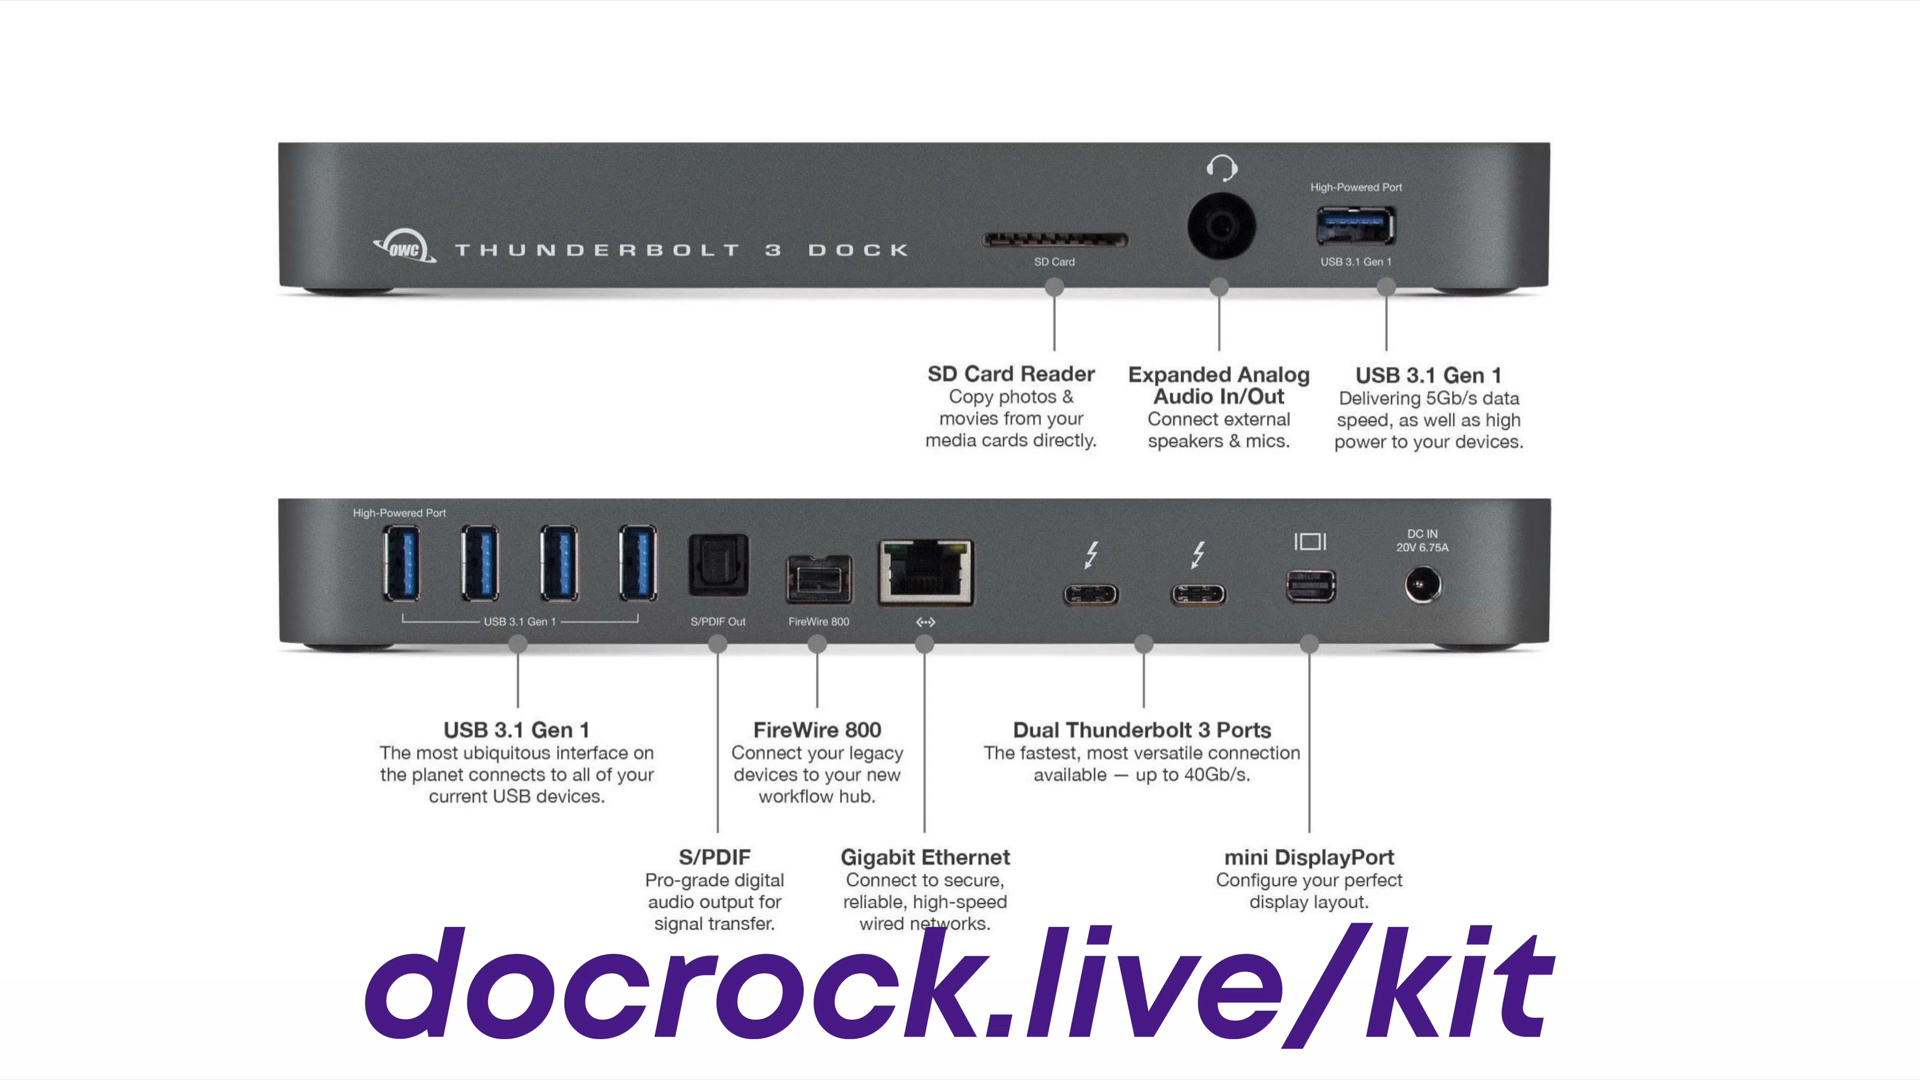 High-Powered Port
OWC THUNDERBOLT 3 DOCK
SD Card
USB 3.1 Gen 1
SD Card Reader
Copy photos &
movies from your
media cards directly.
Expanded Analog
Audio In/Out
Connect external
speakers & mics.
USB 3.1 Gen 1
Delivering 5Gb/s data
speed, as well as high
power to your devices.
High-Powered Port
DC IN
20V 6.75A
USB 3.1 Gen 1
S/PDIF Out
FireWire 800
USB 3.1 Gen 1
The most ubiquitous interface on
the planet connects to all of your
current USB devices.
FireWire 800
Connect your legacy
devices to your new
workflow hub.
Dual Thunderbolt 3 Ports
The fastest, most versatile connection
available — up to 40Gb/s.
S/PDIF
Pro-grade digital
audio output for
signal transfer.
Gigabit Ethernet
Connect to secure,
reliable, high-speed
wired networks.
mini DisplayPort
Configure your perfect
display layout.
docrock.live/kit